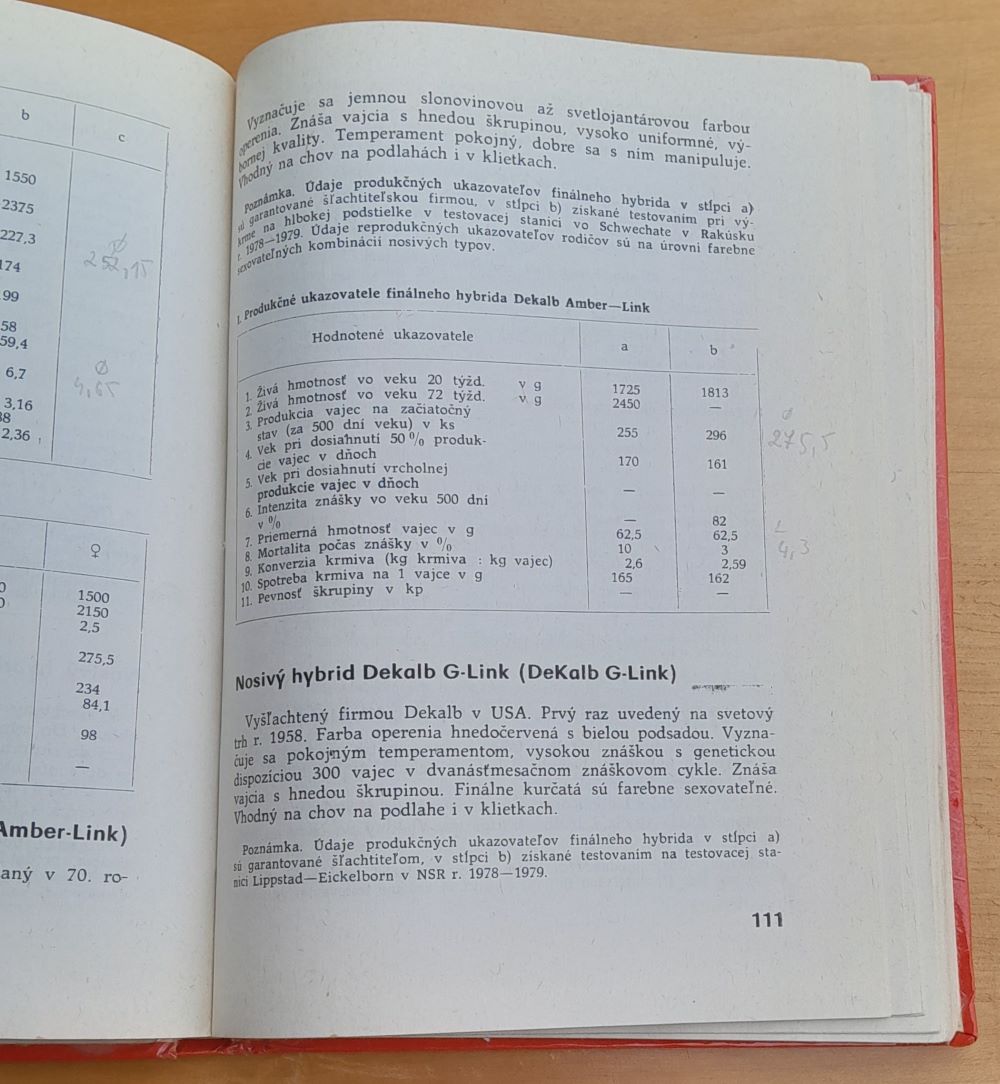 b c
1550
2375
227,3
174
99
58
59,4
6,7
3,16
38
2,36
Ø
252,15
Ø
4,65
♀
1500
2150
2,5
275,5
234
84,1
98
—
Amber-Link)
aný v 70. ro-
Vyznačuje sa jemnou slonovinovou až svetlojantárovou farbou
operenia. Znáša vajcia s hnedou škrupinou, vysoko uniformné, vý-
bornej kvality. Temperament pokojný, dobre sa s ním manipuluje.
Vhodný na chov na podlahách i v klietkach.
Poznámka. Údaje produkčných ukazovateľov finálneho hybrida v stĺpci a)
sú garantované šľachtiteľskou firmou, v stĺpci b) získané testovaním pri vý-
krme na hlbokej podstielke v testovacej stanici vo Schwechate v Rakúsku
r. 1978—1979. Údaje reprodukčných ukazovateľov rodičov sú na úrovni farebne
sexovateľných kombinácií nosivých typov.
I. Produkčné ukazovatele finálneho hybrida Dekalb Amber—Link
Hodnotené ukazovatele a b
1. Živá hmotnosť vo veku 20 týžd. v g 1725 1813
2. Živá hmotnosť vo veku 72 týžd. v g 2450 —
3. Produkcia vajec na začiatočný
stav (za 500 dní veku) v ks 255 296
4. Vek pri dosiahnutí 50 % produk-
cie vajec v dňoch 170 161
5. Vek pri dosiahnutí vrcholnej
produkcie vajec v dňoch — —
6. Intenzita znášky vo veku 500 dní
v % — 82
7. Priemerná hmotnosť vajec v g 62,5 62,5
8. Mortalita počas znášky v % 10 3
9. Konverzia krmiva (kg krmiva : kg vajec) 2,6 2,59
10. Spotreba krmiva na 1 vajce v g 165 162
11. Pevnosť škrupiny v kp — —
Ø
275,5
4,3
Nosivý hybrid Dekalb G-Link (DeKalb G-Link)
Vyšľachtený firmou Dekalb v USA. Prvý raz uvedený na svetový
trh r. 1958. Farba operenia hnedočervená s bielou podsadou. Vyzna-
čuje sa pokojným temperamentom, vysokou znáškou s genetickou
dispozíciou 300 vajec v dvanásťmesačnom znáškovom cykle. Znáša
vajcia s hnedou škrupinou. Finálne kurčatá sú farebne sexovateľné.
Vhodný na chov na podlahe i v klietkach.
Poznámka. Údaje produkčných ukazovateľov finálneho hybrida v stĺpci a)
sú garantované šľachtiteľom, v stĺpci b) získané testovaním na testovacej sta-
nici Lippstad—Eickelborn v NSR r. 1978—1979.
111